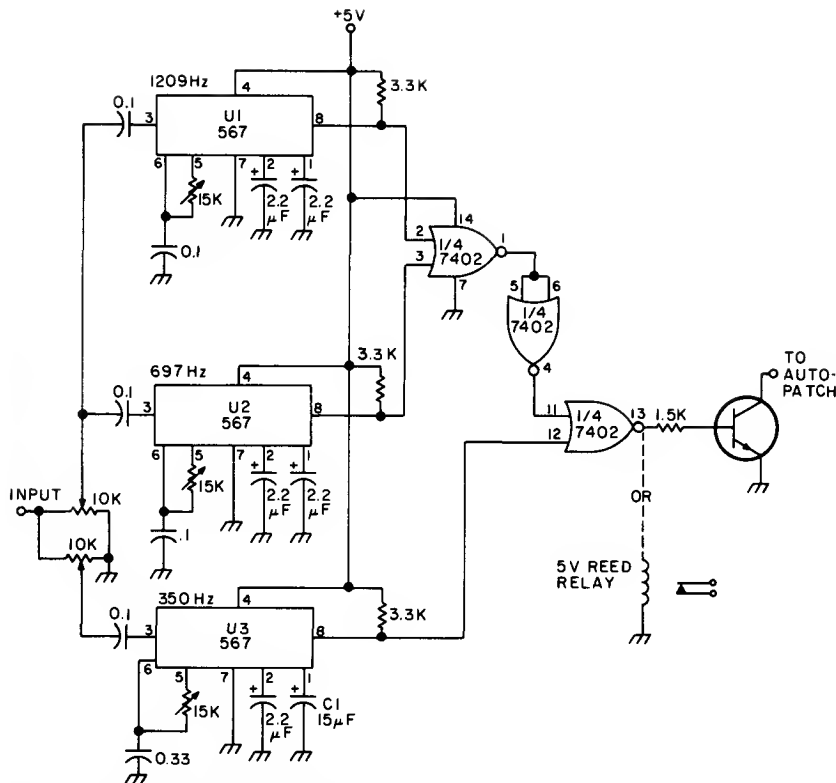 +5V
1209Hz
4
3.3K
0.1
3
U1
567
8
6
5
7
2
1
15K
+
2.2
μF
+
2.2
μF
0.1
14
2
3
1/4
7402
1
7
5
6
1/4
7402
4
697Hz
4
3.3K
0.1
3
U2
567
8
6
5
7
2
1
15K
+
2.2
μF
+
2.2
μF
.1
11
12
1/4
7402
13
1.5K
TO
AUTO-
PATCH
INPUT
10K
10K
OR
5V REED
RELAY
350Hz
4
3.3K
0.1
3
U3
567
8
6
5
7
2
1
15K
+
2.2
μF
+
C1
15μF
0.33